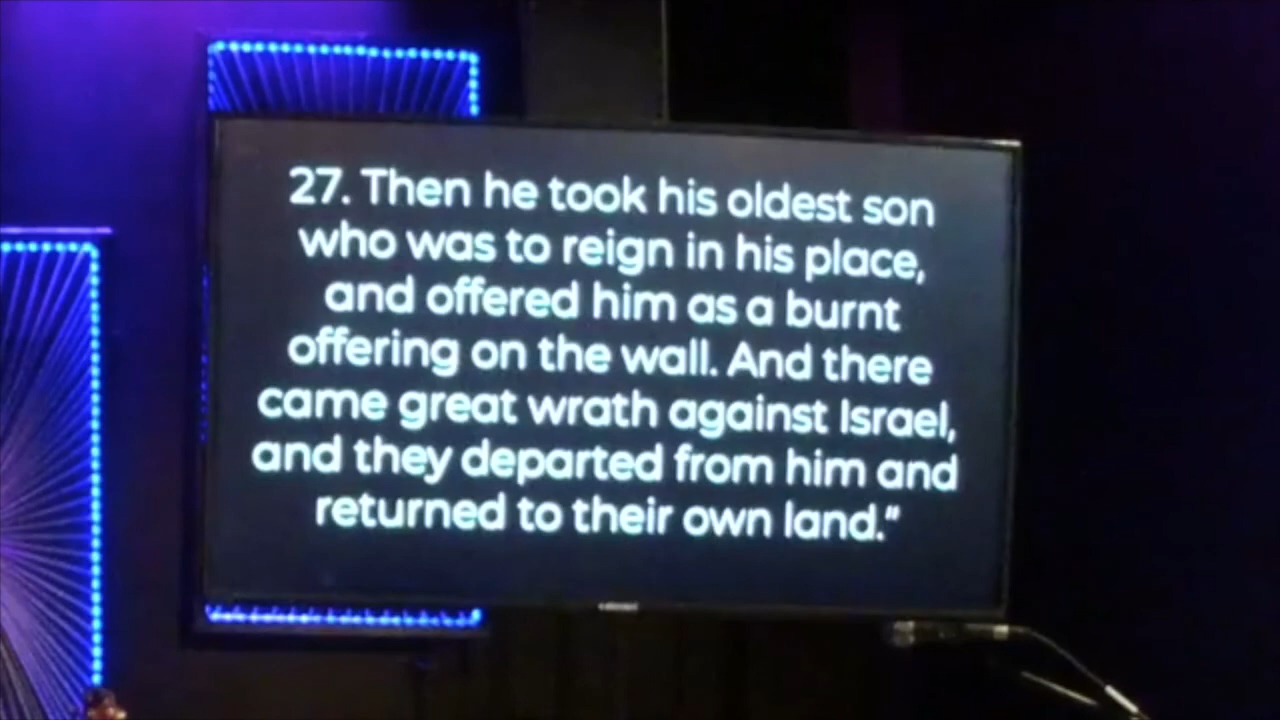 27. Then he took his oldest son
who was to reign in his place,
and offered him as a burnt
offering on the wall. And there
came great wrath against Israel,
and they departed from him and
returned to their own land."